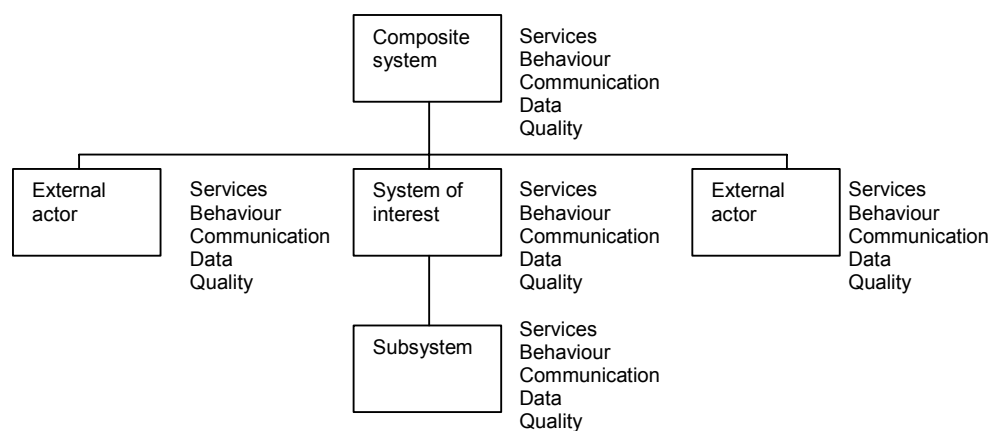 Composite
system
Services
Behaviour
Communication
Data
Quality
External
actor
Services
Behaviour
Communication
Data
Quality
System of
interest
Services
Behaviour
Communication
Data
Quality
External
actor
Services
Behaviour
Communication
Data
Quality
Subsystem
Services
Behaviour
Communication
Data
Quality